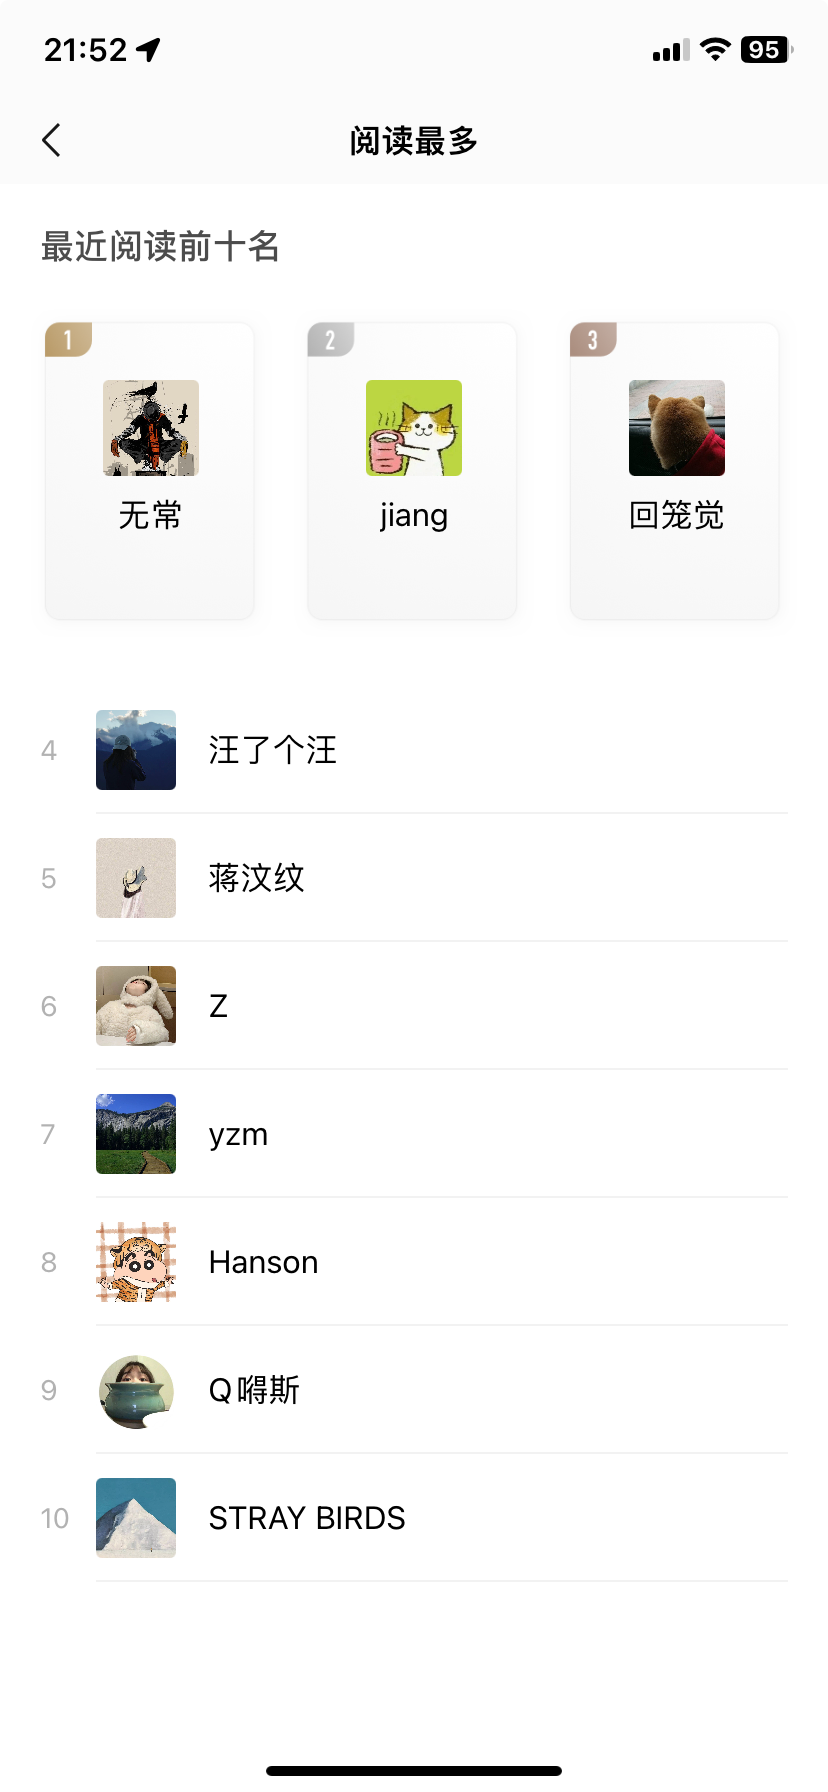 21:52
95
阅读最多
最近阅读前十名
1
2
3
无常
jiang
回笼觉
4 汪了个汪
5 蒋汶纹
6 Z
7 yzm
8 Hanson
9 Q嘚斯
10 STRAY BIRDS